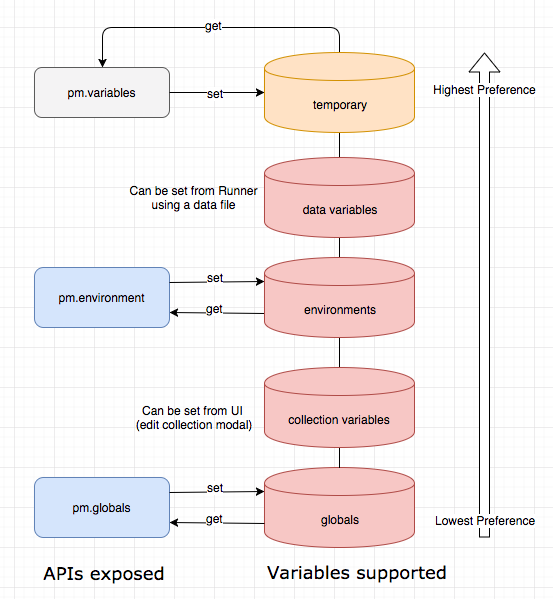 get
pm.variables
set
temporary
Highest Preference
Can be set from Runner
using a data file
data variables
set
pm.environment
get
environments
Can be set from UI
(edit collection modal)
collection variables
set
pm.globals
get
globals
Lowest Preference
APIs exposed
Variables supported